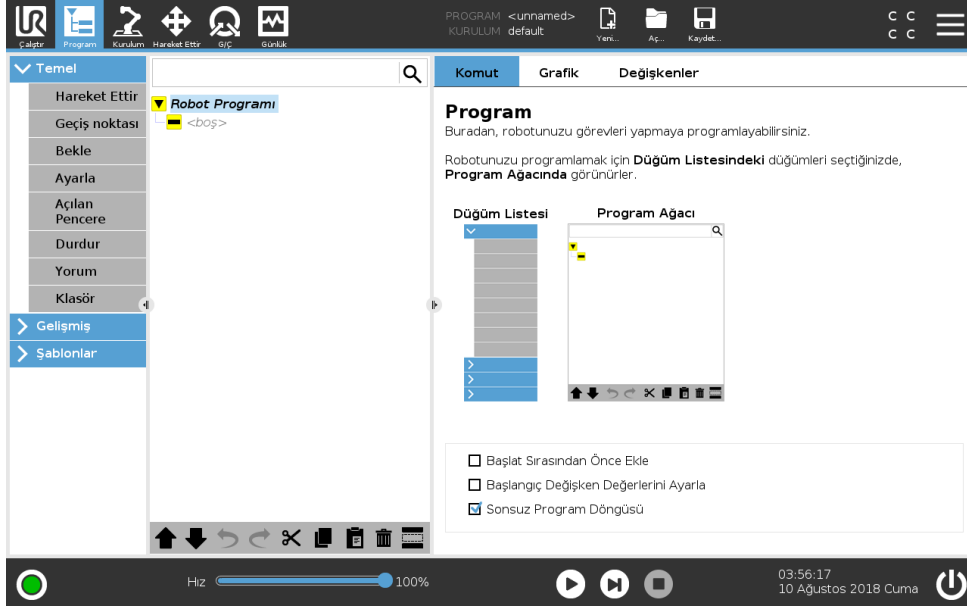 PROGRAM <unnamed>
KURULUM default
C C
C C
Çalıştır
Program
Kurulum
Hareket Ettir
G/Ç
Günlük
Yeni...
Aç...
Kaydet...
Temel
Hareket Ettir
Geçiş noktası
Bekle
Ayarla
Açılan
Pencere
Durdur
Yorum
Klasör
Gelişmiş
Şablonlar
Robot Programı
<boş>
Komut
Grafik
Değişkenler
Program
Buradan, robotunuzu görevleri yapmaya programlayabilirsiniz.
Robotunuzu programlamak için Düğüm Listesindeki düğümleri seçtiğinizde,
Program Ağacında görünürler.
Düğüm Listesi
Program Ağacı
Başlat Sırasından Önce Ekle
Başlangıç Değişken Değerlerini Ayarla
Sonsuz Program Döngüsü
Hız
100%
03:56:17
10 Ağustos 2018 Cuma